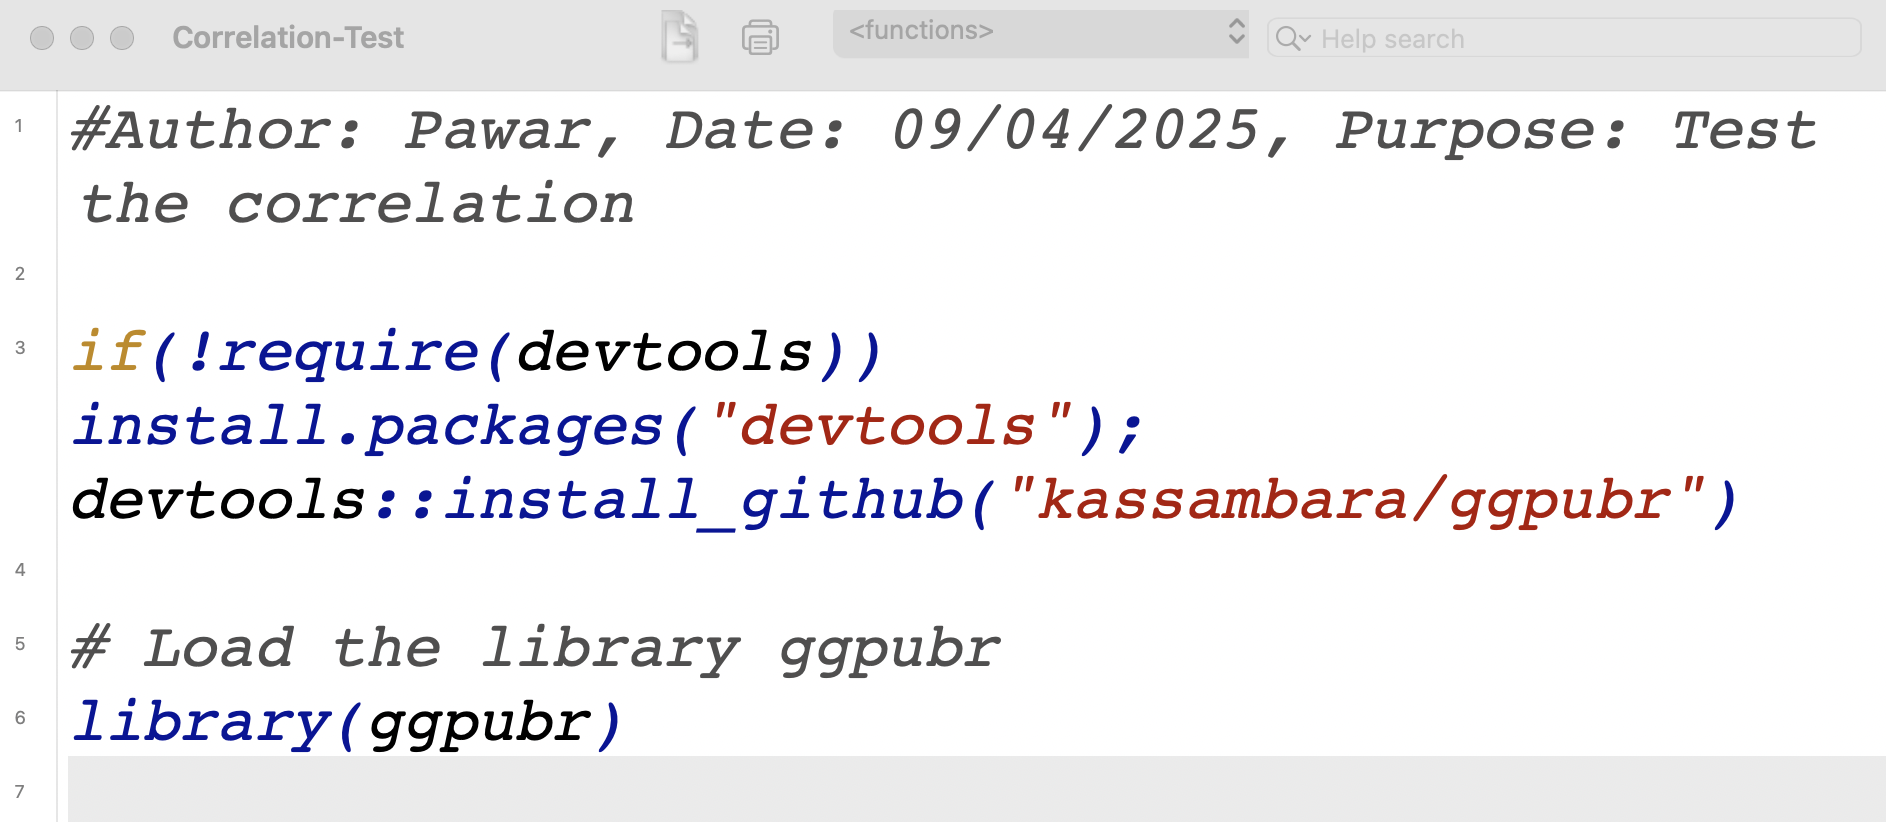 Correlation-Test
<functions>
Help search
1 #Author: Pawar, Date: 09/04/2025, Purpose: Test
the correlation
2
3 if(!require(devtools))
install.packages("devtools");
devtools::install_github("kassambara/ggpubr")
4
5 # Load the library ggpubr
6 library(ggpubr)
7